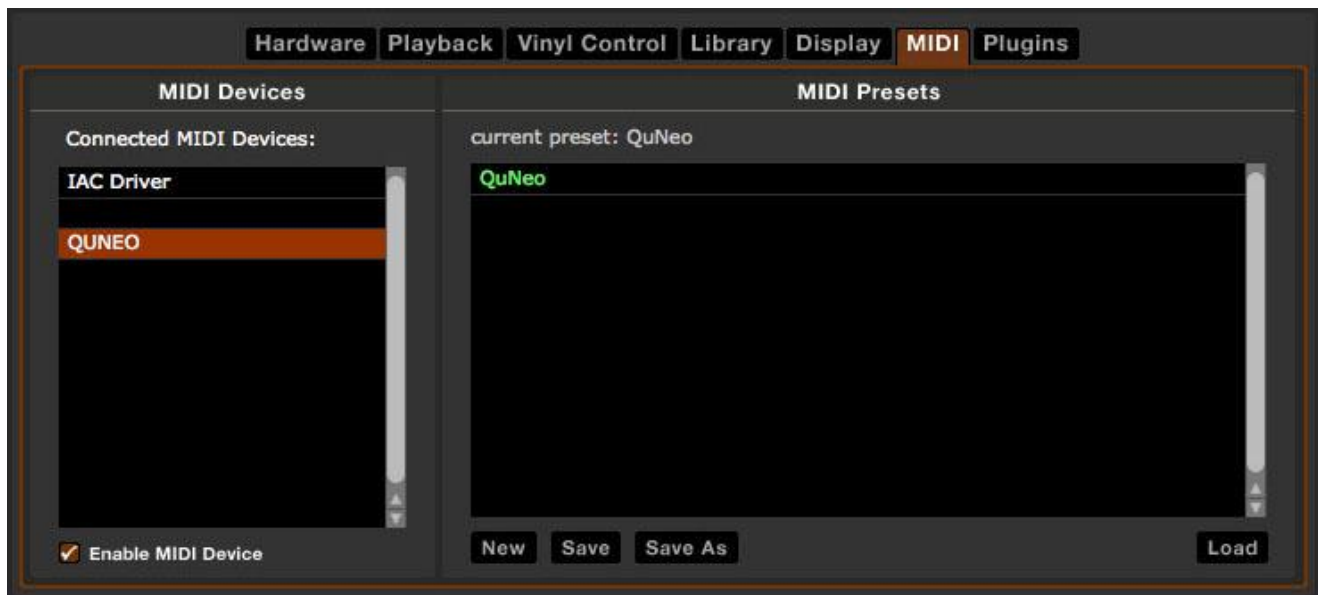 Hardware Playback Vinyl Control Library Display MIDI Plugins
MIDI Devices
Connected MIDI Devices:
IAC Driver
QUNEO
Enable MIDI Device
MIDI Presets
current preset: QuNeo
QuNeo
New Save Save As Load